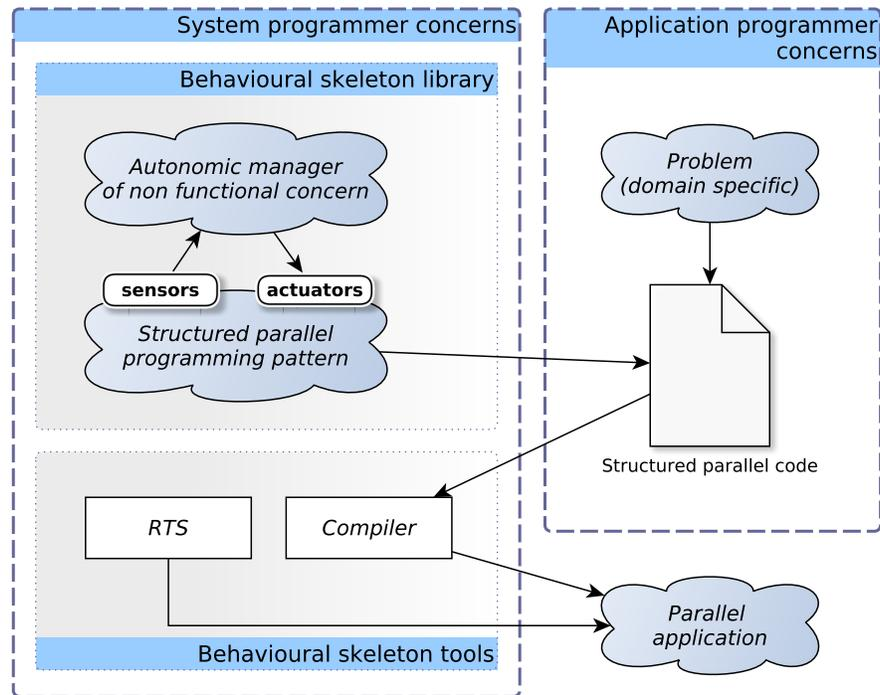 System programmer concerns
Behavioural skeleton library
Autonomic manager
of non functional concern
sensors
actuators
Structured parallel
programming pattern
RTS
Compiler
Behavioural skeleton tools
Application programmer
concerns
Problem
(domain specific)
Structured parallel code
Parallel
application